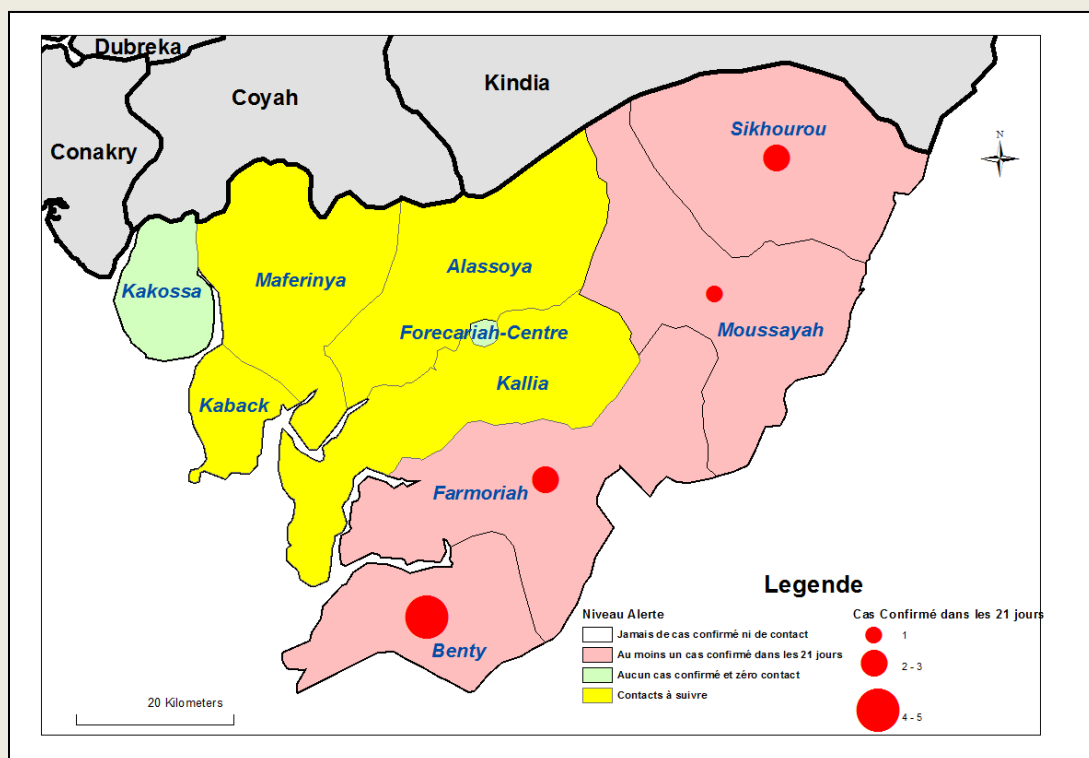 Dubreka
Coyah
Kindia
Conakry
Sikhourou
N
Kakossa
Maferinya
Alassoya
Moussayah
Forecariah-Centre
Kallia
Kaback
Farmoriah
Benty
Legende
Niveau Alerte
Jamais de cas confirmé ni de contact
Au moins un cas confirmé dans les 21 jours
Aucun cas confirmé et zéro contact
Contacts à suivre
Cas Confirmé dans les 21 jours
1
2 - 3
4 - 5
20 Kilometers